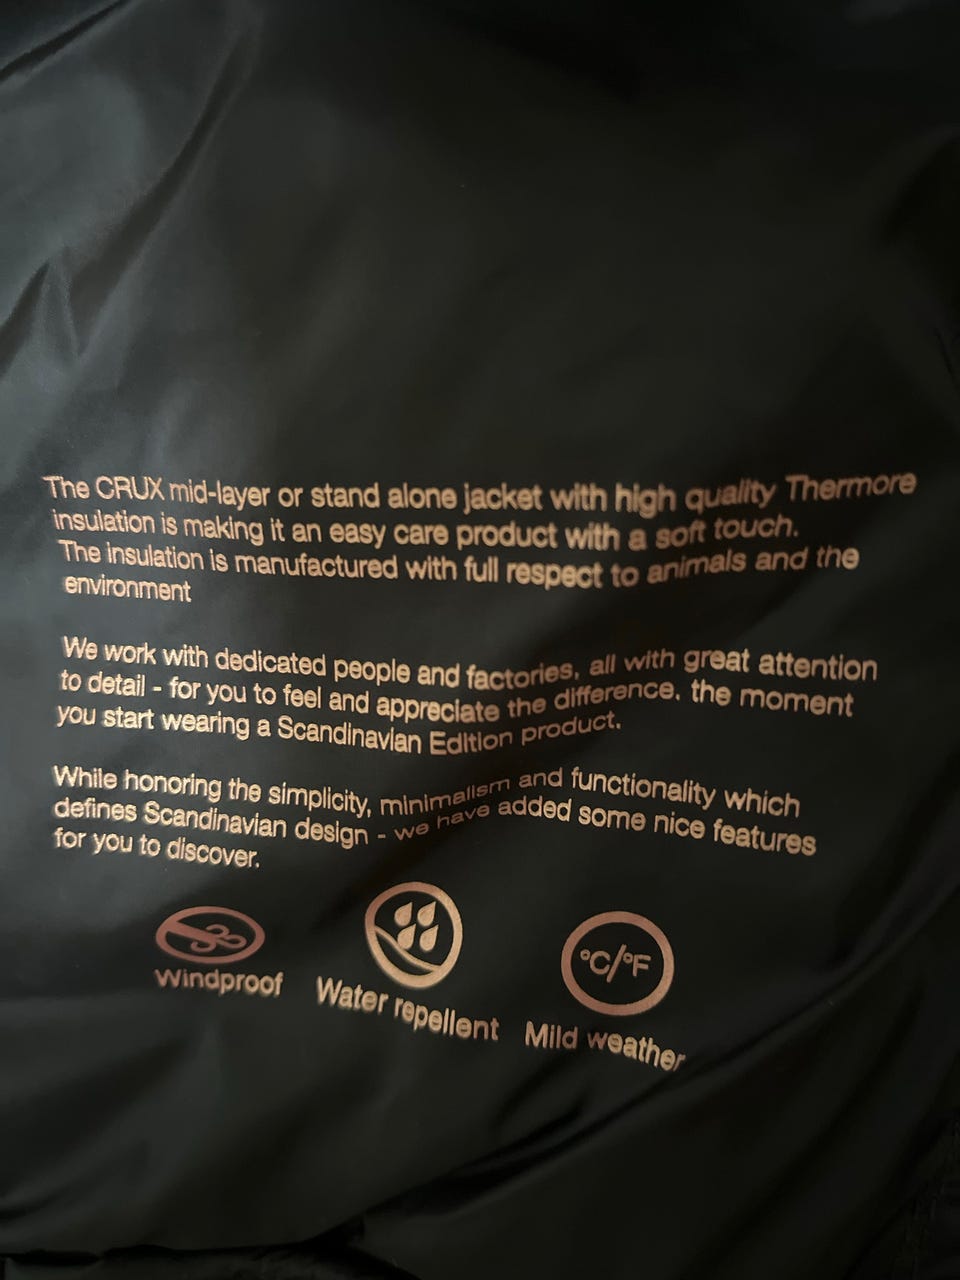 The CRUX mid-layer or stand alone jacket with high quality Thermore
insulation is making it an easy care product with a soft touch.
The insulation is manufactured with full respect to animals and the
environment
We work with dedicated people and factories, all with great attention
to detail - for you to feel and appreciate the difference, the moment
you start wearing a Scandinavian Edition product.
While honoring the simplicity, minimalism and functionality which
defines Scandinavian design - we have added some nice features
for you to discover.
°C/°F
Windproof
Water repellent
Mild weather